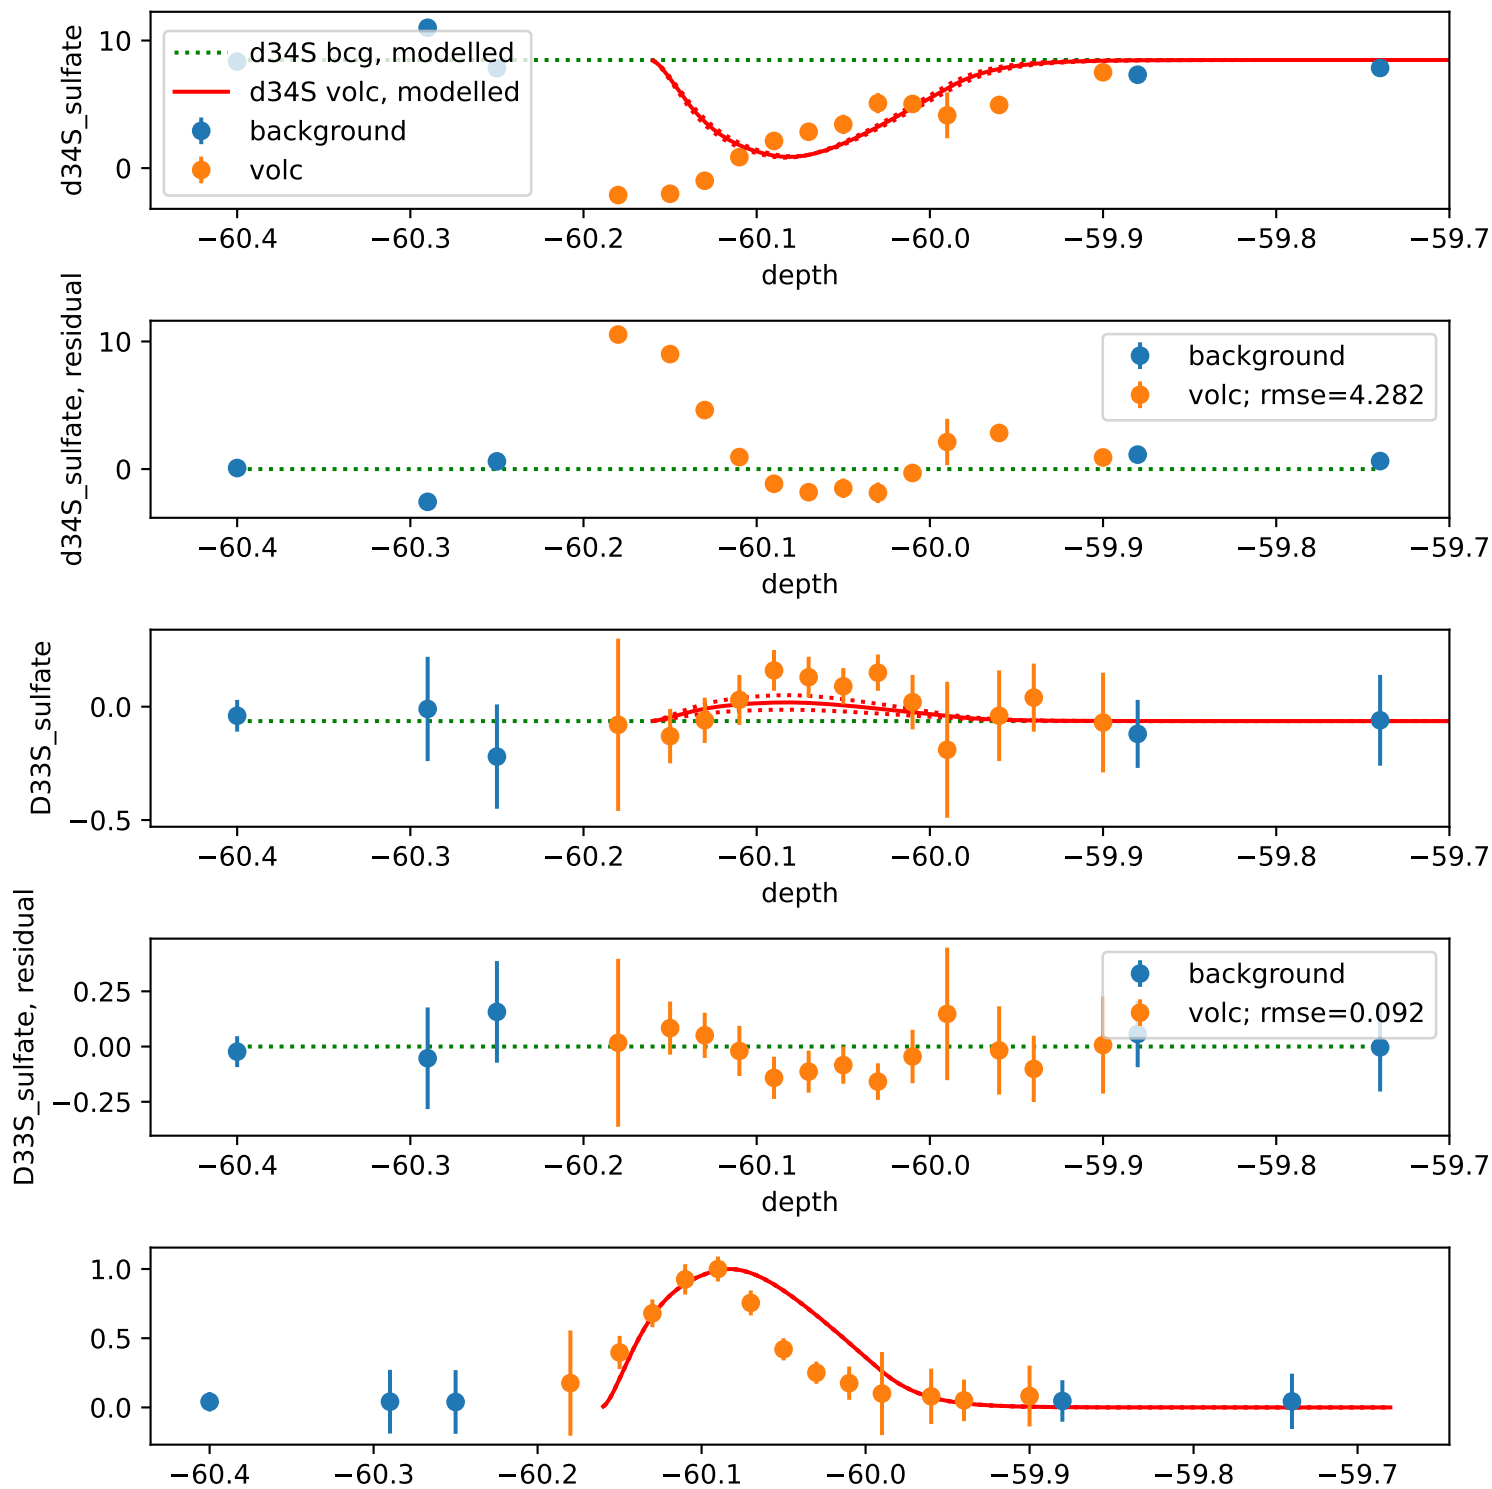 d34S_sulfate
10
0
d34S bcg, modelled
d34S volc, modelled
background
volc
−60.4 −60.3 −60.2 −60.1 −60.0 −59.9 −59.8 −59.7
depth
d34S_sulfate, residual
10
0
background
volc; rmse=4.282
−60.4 −60.3 −60.2 −60.1 −60.0 −59.9 −59.8 −59.7
depth
D33S_sulfate
0.0
−0.5
−60.4 −60.3 −60.2 −60.1 −60.0 −59.9 −59.8 −59.7
depth
D33S_sulfate, residual
0.25
0.00
−0.25
background
volc; rmse=0.092
−60.4 −60.3 −60.2 −60.1 −60.0 −59.9 −59.8 −59.7
depth
1.0
0.5
0.0
−60.4 −60.3 −60.2 −60.1 −60.0 −59.9 −59.8 −59.7